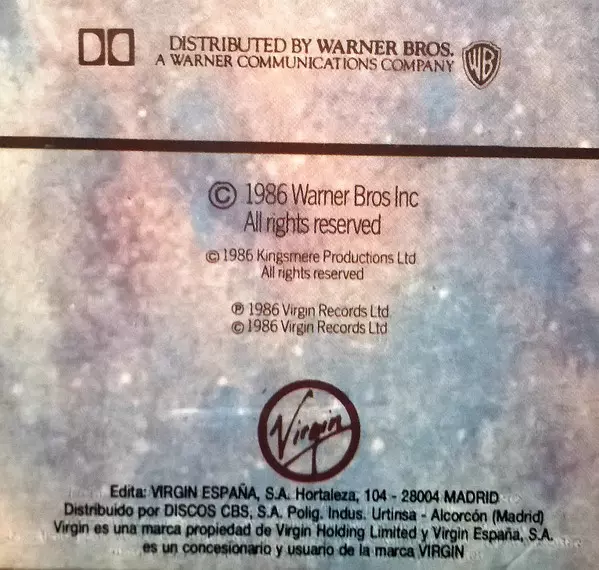 DISTRIBUTED BY WARNER BROS.
A WARNER COMMUNICATIONS COMPANY
WB
© 1986 Warner Bros Inc
All rights reserved
© 1986 Kingsmere Productions Ltd
All rights reserved
℗ 1986 Virgin Records Ltd
© 1986 Virgin Records Ltd
Virgin
Edita: VIRGIN ESPAÑA, S.A. Hortaleza, 104 - 28004 MADRID
Distribuido por DISCOS CBS, S.A. Polig. Indus. Urtinsa - Alcorcón (Madrid)
Virgin es una marca propiedad de Virgin Holding Limited y Virgin España, S.A.
es un concesionario y usuario de la marca VIRGIN